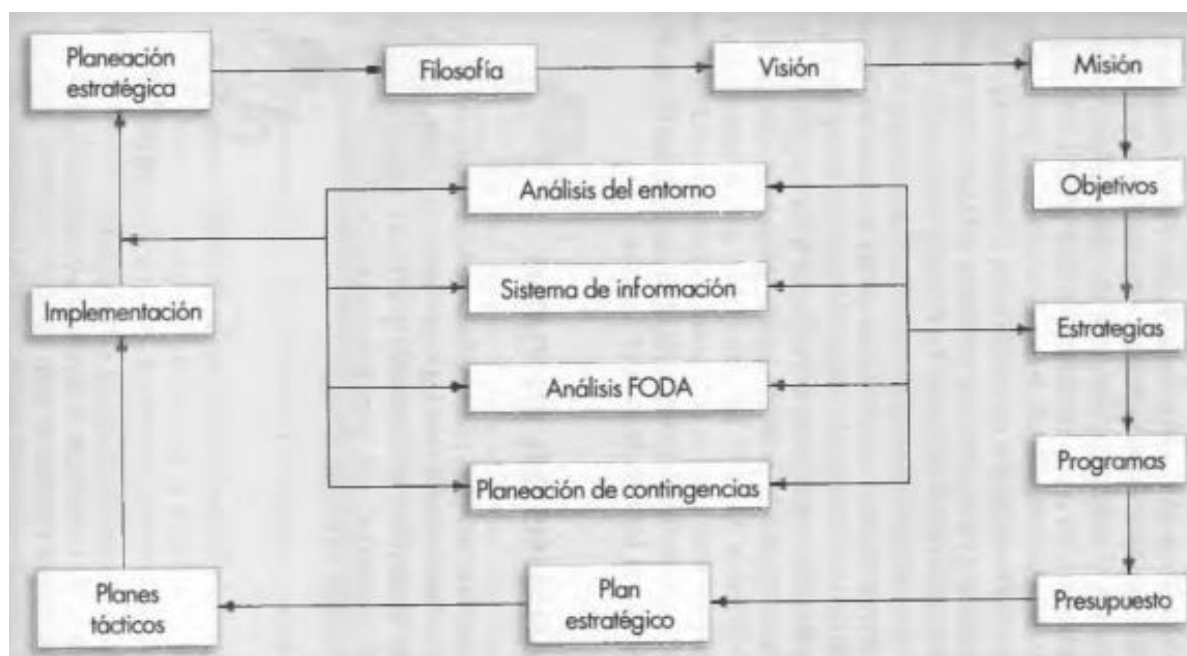 Planeación
estratégica
Filosofía
Visión
Misión
Análisis del entorno
Objetivos
Sistema de información
Implementación
Estrategias
Análisis FODA
Programas
Planeación de contingencias
Planes
tácticos
Plan
estratégico
Presupuesto